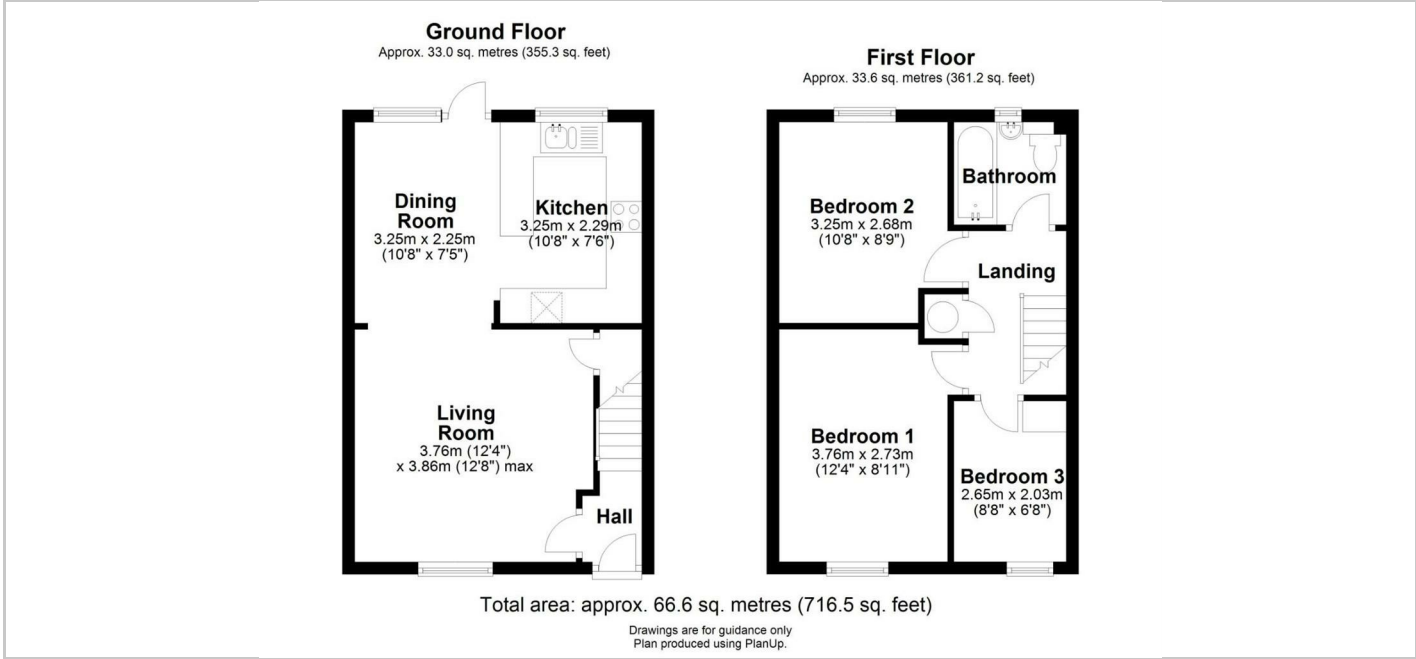 Ground Floor
Approx. 33.0 sq. metres (355.3 sq. feet)
Dining
Room
3.25m x 2.25m
(10'8" x 7'5")
Kitchen
3.25m x 2.29m
(10'8" x 7'6")
Living
Room
3.76m (12'4")
x 3.86m (12'8") max
Hall
First Floor
Approx. 33.6 sq. metres (361.2 sq. feet)
Bedroom 2
3.25m x 2.68m
(10'8" x 8'9")
Bathroom
Landing
Bedroom 1
3.76m x 2.73m
(12'4" x 8'11")
Bedroom 3
2.65m x 2.03m
(8'8" x 6'8")
Total area: approx. 66.6 sq. metres (716.5 sq. feet)
Drawings are for guidance only
Plan produced using PlanUp.